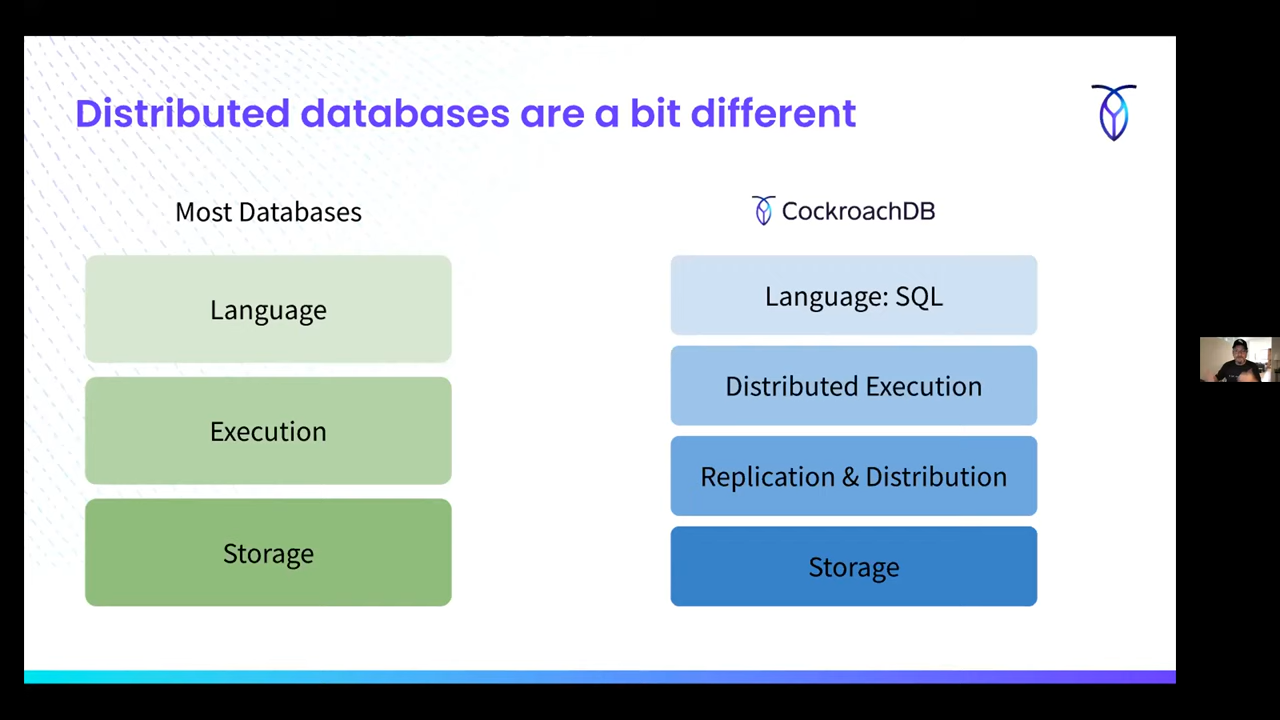 Distributed databases are a bit different
Most Databases
Language
Execution
Storage
CockroachDB
Language: SQL
Distributed Execution
Replication & Distribution
Storage